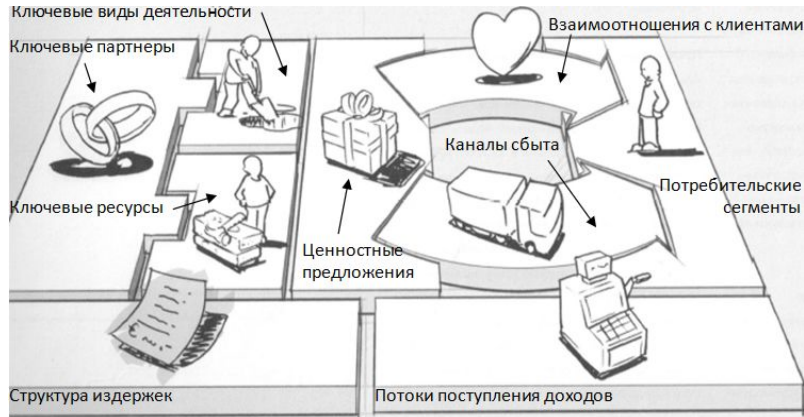 Ключевые виды деятельности
Ключевые партнеры
Взаимоотношения с клиентами
Каналы сбыта
Ключевые ресурсы
Потребительские
сегменты
Ценностные
предложения
Структура издержек
Потоки поступления доходов